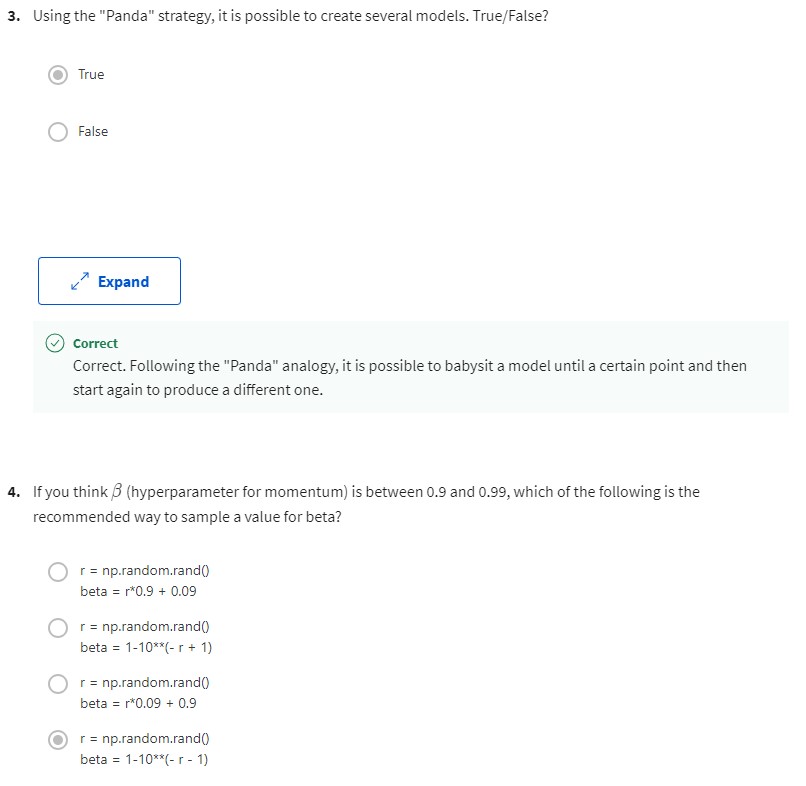 3. Using the "Panda" strategy, it is possible to create several models. True/False?
True
False
Expand
Correct
Correct. Following the "Panda" analogy, it is possible to babysit a model until a certain point and then
start again to produce a different one.
4. If you think β (hyperparameter for momentum) is between 0.9 and 0.99, which of the following is the
recommended way to sample a value for beta?
r = np.random.rand()
beta = r*0.9 + 0.09
r = np.random.rand()
beta = 1-10**(- r + 1)
r = np.random.rand()
beta = r*0.09 + 0.9
r = np.random.rand()
beta = 1-10**(- r - 1)